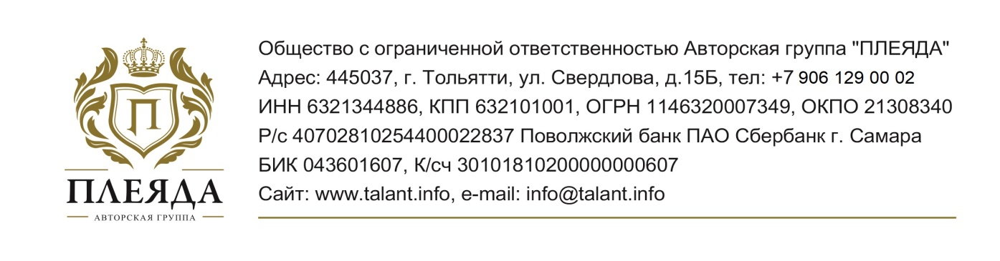 Общество с ограниченной ответственностью Авторская группа "ПЛЕЯДА"
Адрес: 445037, г. Тольятти, ул. Свердлова, д.15Б, тел: +7 906 129 00 02
ИНН 6321344886, КПП 632101001, ОГРН 1146320007349, ОКПО 21308340
Р/с 40702810254400022837 Поволжский банк ПАО Сбербанк г. Самара
БИК 043601607, К/сч 30101810200000000607
Сайт: www.talant.info, e-mail: info@talant.info
П
ПЛЕЯДА
АВТОРСКАЯ ГРУППА